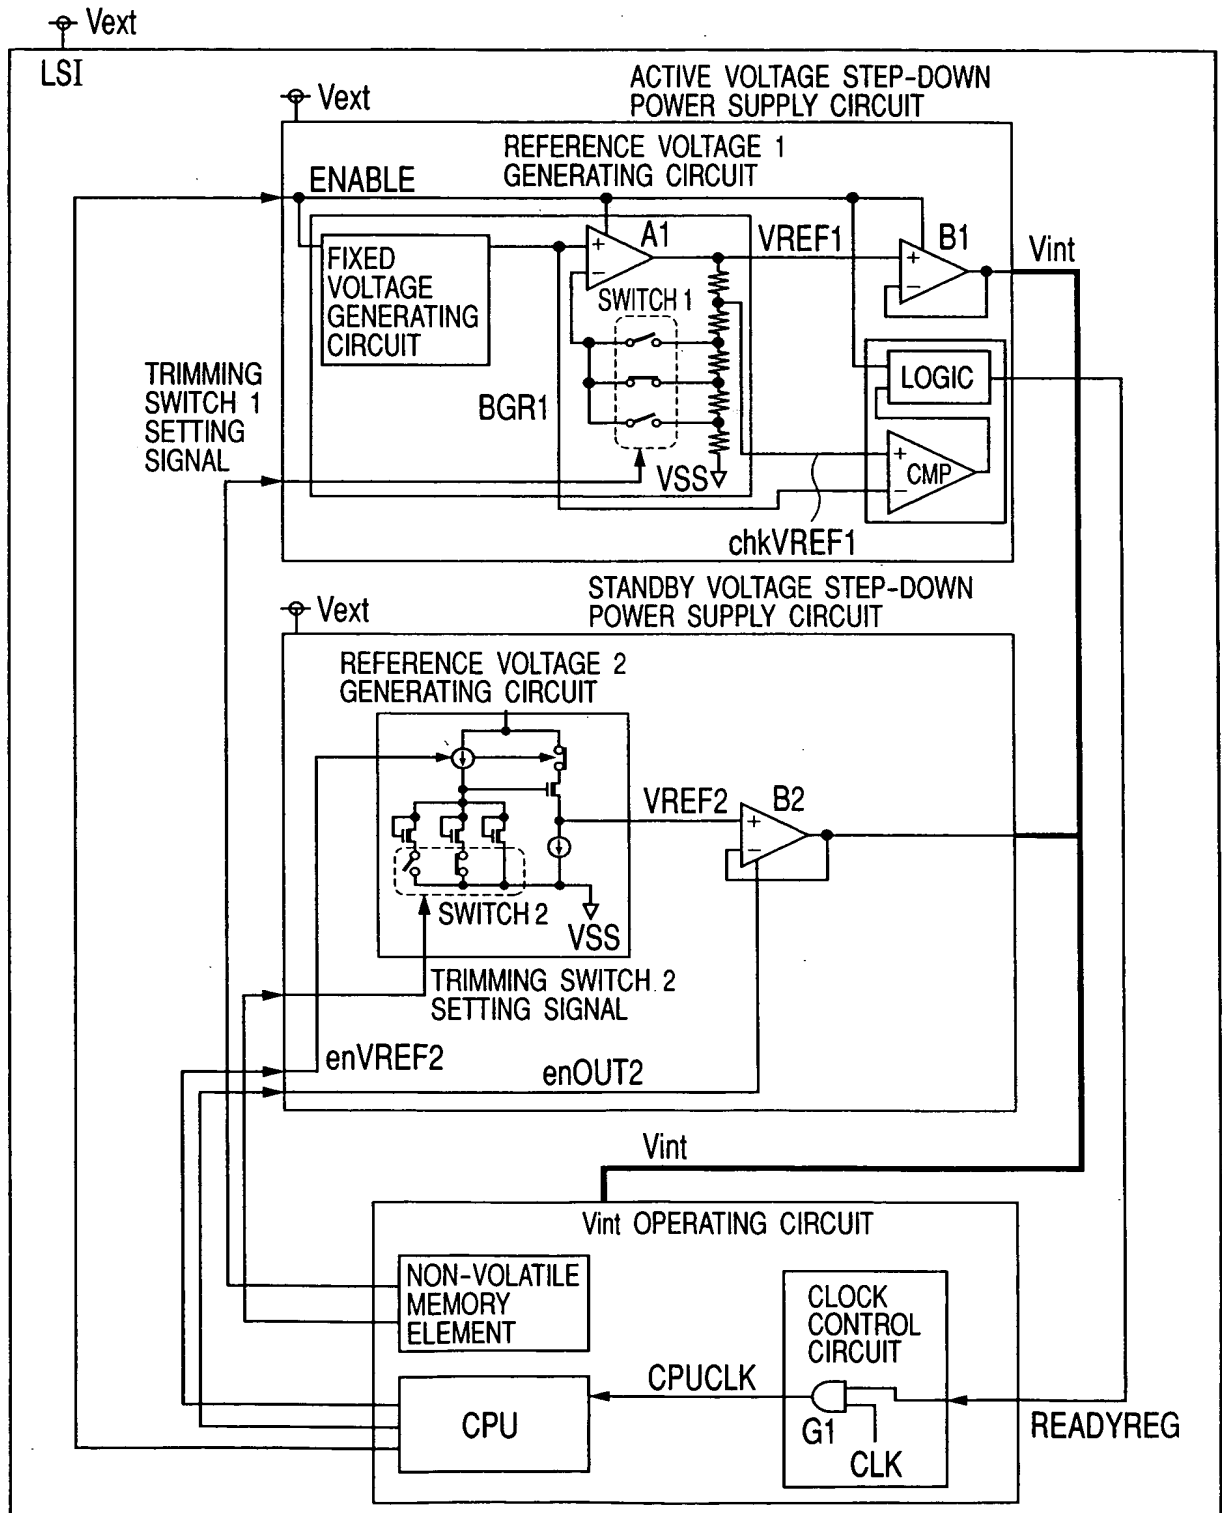 Vext
LSI
ACTIVE VOLTAGE STEP-DOWN
POWER SUPPLY CIRCUIT
Vext
REFERENCE VOLTAGE 1
GENERATING CIRCUIT
ENABLE
A1
VREF1
B1
Vint
+
−
+
−
FIXED
VOLTAGE
GENERATING
CIRCUIT
SWITCH 1
TRIMMING
SWITCH 1
SETTING
SIGNAL
BGR1
LOGIC
+
−
CMP
VSS
chkVREF1
STANDBY VOLTAGE STEP-DOWN
POWER SUPPLY CIRCUIT
Vext
REFERENCE VOLTAGE 2
GENERATING CIRCUIT
VREF2
B2
+
−
SWITCH 2
VSS
TRIMMING SWITCH 2
SETTING SIGNAL
enVREF2
enOUT2
Vint
Vint OPERATING CIRCUIT
NON-VOLATILE
MEMORY
ELEMENT
CLOCK
CONTROL
CIRCUIT
CPUCLK
CPU
G1
CLK
READYREG